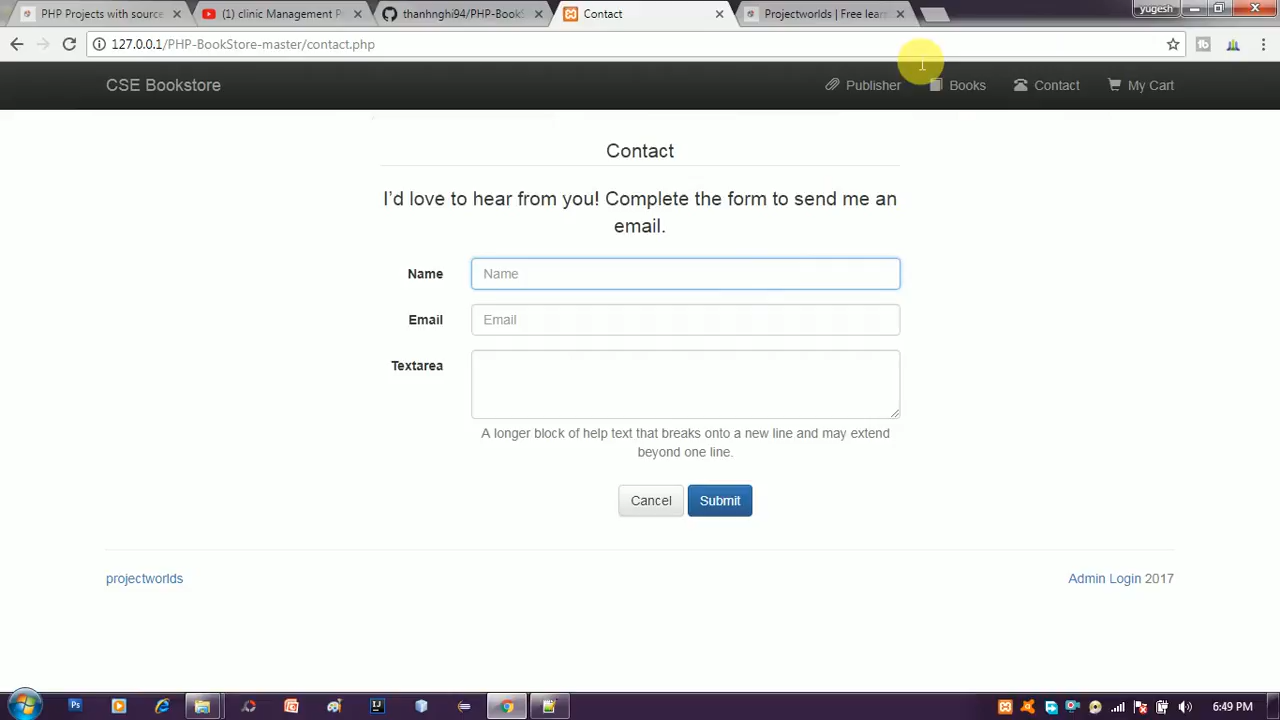 PHP Projects with source
(1) clinic Management P
thanhnghi94/PHP-BookS
Contact
Projectworlds | Free lear
yugesh
127.0.0.1/PHP-BookStore-master/contact.php
CSE Bookstore
Publisher
Books
Contact
My Cart
Contact
I'd love to hear from you! Complete the form to send me an
email.
Name
Name
Email
Email
Textarea
A longer block of help text that breaks onto a new line and may extend
beyond one line.
Cancel
Submit
projectworlds
Admin Login 2017
Ps
6:49 PM